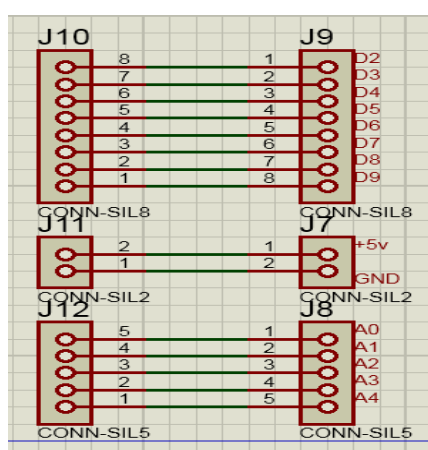 J10 J9
8 1 D2
7 2 D3
6 3 D4
5 4 D5
4 5 D6
3 6 D7
2 7 D8
1 8 D9
CONN-SIL8 CONN-SIL8
J11 J7
2 1 +5v
1 2 GND
CONN-SIL2 CONN-SIL2
J12 J8
5 1 A0
4 2 A1
3 3 A2
2 4 A3
1 5 A4
CONN-SIL5 CONN-SIL5